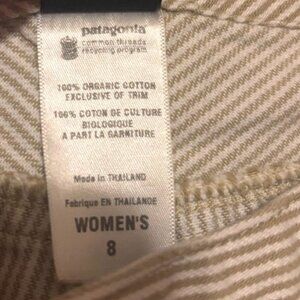 patagonia
common threads
recycling program
100% ORGANIC COTTON
EXCLUSIVE OF TRIM
100% COTON DE CULTURE
BIOLOGIQUE
A PART LA GARNITURE
Made in THAILAND
Fabrique EN THAILANDE
WOMEN'S
8